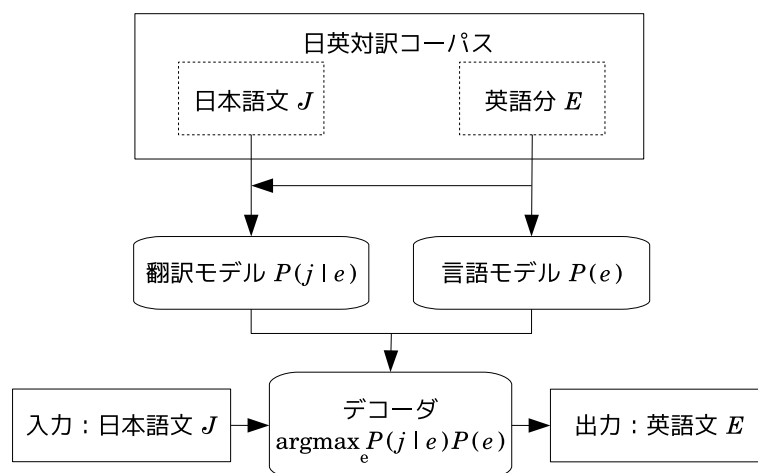 日英対訳コーパス
日本語文 J
英語分 E
翻訳モデル P(j | e)
言語モデル P(e)
入力：日本語文 J
デコーダ
argmax_e P(j | e)P(e)
出力：英語文 E